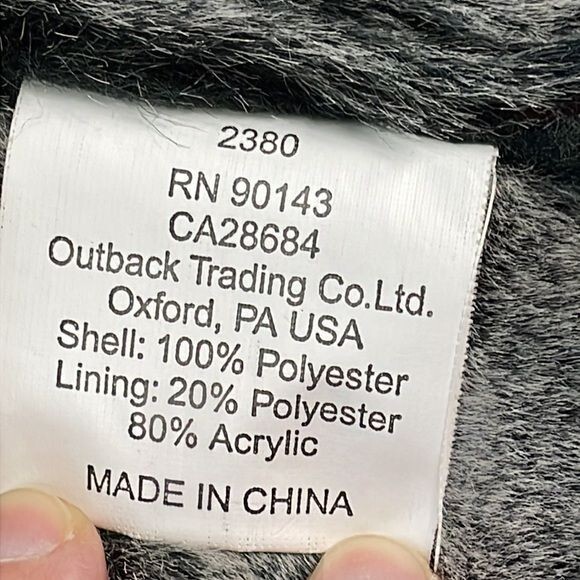 2380
RN 90143
CA28684
Outback Trading Co.Ltd.
Oxford, PA USA
Shell: 100% Polyester
Lining: 20% Polyester
80% Acrylic
MADE IN CHINA